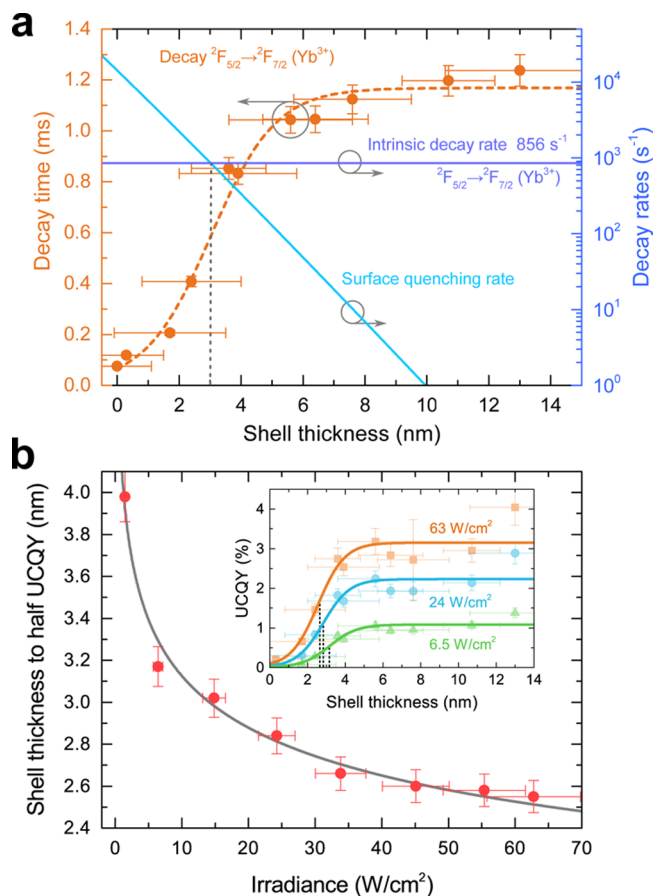 a
Decay ²F₅/₂→²F₇/₂ (Yb³⁺)
Intrinsic decay rate 856 s⁻¹
²F₅/₂→²F₇/₂ (Yb³⁺)
Surface quenching rate
Decay time (ms)
1.4
1.2
1.0
0.8
0.6
0.4
0.2
0.0
Decay rates (s⁻¹)
10⁴
10³
10²
10¹
10⁰
0 2 4 6 8 10 12 14
Shell thickness (nm)
b
Shell thickness to half UCQY (nm)
4.0
3.8
3.6
3.4
3.2
3.0
2.8
2.6
2.4
UCQY (%)
4
3
2
1
0
63 W/cm²
24 W/cm²
6.5 W/cm²
0 2 4 6 8 10 12 14
Shell thickness (nm)
0 10 20 30 40 50 60 70
Irradiance (W/cm²)